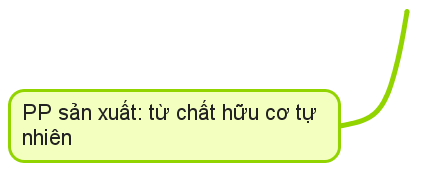 PP sản xuất: từ chất hữu cơ tự
nhiên